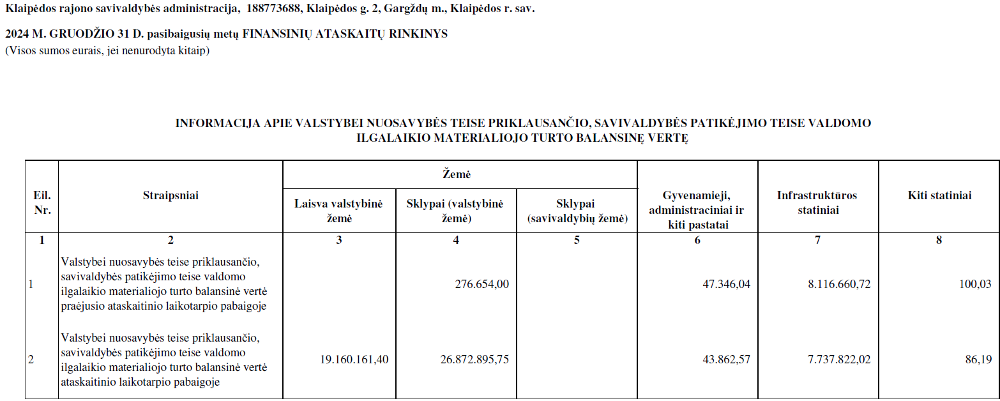 Klaipėdos rajono savivaldybės administracija,  188773688, Klaipėdos g. 2, Gargždų m., Klaipėdos r. sav.
2024 M. GRUODŽIO 31 D. pasibaigusių metų FINANSINIŲ ATASKAITŲ RINKINYS
(Visos sumos eurais, jei nenurodyta kitaip)
INFORMACIJA APIE VALSTYBEI NUOSAVYBĖS TEISE PRIKLAUSANČIO, SAVIVALDYBĖS PATIKĖJIMO TEISE VALDOMO
ILGALAIKIO MATERIALIOJO TURTO BALANSINĘ VERTĘ
Eil.
Nr.
Straipsniai
Žemė
Laisva valstybinė
žemė
Sklypai (valstybinė
žemė)
Sklypai
(savivaldybių žemė)
Gyvenamieji,
administraciniai ir
kiti pastatai
Infrastruktūros
statiniai
Kiti statiniai
1 2 3 4 5 6 7 8
1
Valstybei nuosavybės teise priklausančio,
savivaldybės patikėjimo teise valdomo
ilgalaikio materialiojo turto balansinė vertė
praėjusio ataskaitinio laikotarpio pabaigoje
276.654,00 47.346,04 8.116.660,72 100,03
2
Valstybei nuosavybės teise priklausančio,
savivaldybės patikėjimo teise valdomo
ilgalaikio materialiojo turto balansinė vertė
ataskaitinio laikotarpio pabaigoje
19.160.161,40 26.872.895,75 43.862,57 7.737.822,02 86,19